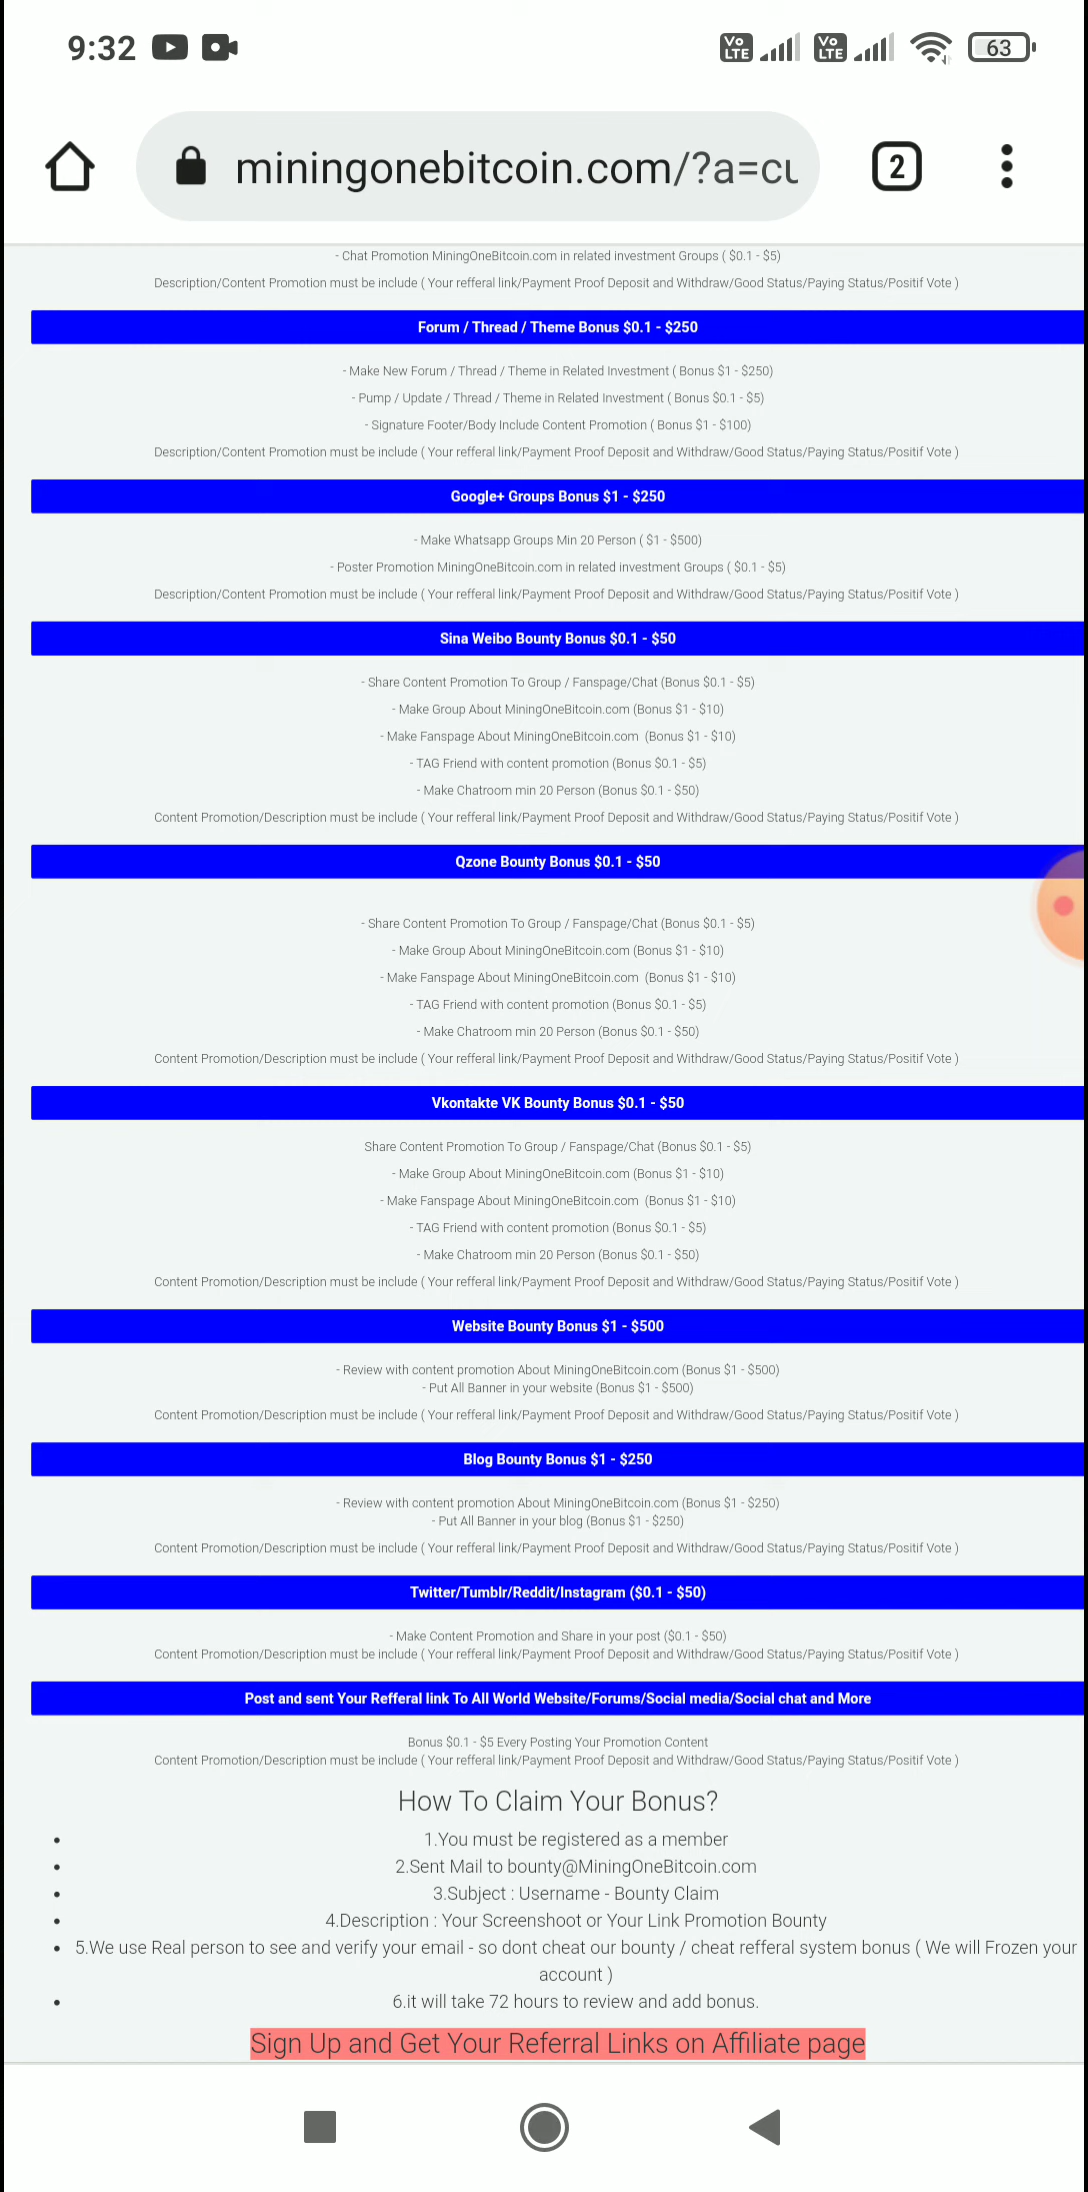 9:32
Vo LTE Vo LTE 63
miningonebitcoin.com/?a=cu
2
- Chat Promotion MiningOneBitcoin.com in related investment Groups ( $0.1 - $5)
Description/Content Promotion must be include ( Your refferal link/Payment Proof Deposit and Withdraw/Good Status/Paying Status/Positif Vote )
Forum / Thread / Theme Bonus $0.1 - $250
- Make New Forum / Thread / Theme in Related Investment ( Bonus $1 - $250)
- Pump / Update / Thread / Theme in Related Investment ( Bonus $0.1 - $5)
- Signature Footer/Body Include Content Promotion ( Bonus $1 - $100)
Description/Content Promotion must be include ( Your refferal link/Payment Proof Deposit and Withdraw/Good Status/Paying Status/Positif Vote )
Google+ Groups Bonus $1 - $250
- Make Whatsapp Groups Min 20 Person ( $1 - $500)
- Poster Promotion MiningOneBitcoin.com in related investment Groups ( $0.1 - $5)
Description/Content Promotion must be include ( Your refferal link/Payment Proof Deposit and Withdraw/Good Status/Paying Status/Positif Vote )
Sina Weibo Bounty Bonus $0.1 - $50
- Share Content Promotion To Group / Fanspage/Chat (Bonus $0.1 - $5)
- Make Group About MiningOneBitcoin.com (Bonus $1 - $10)
- Make Fanspage About MiningOneBitcoin.com  (Bonus $1 - $10)
- TAG Friend with content promotion (Bonus $0.1 - $5)
- Make Chatroom min 20 Person (Bonus $0.1 - $50)
Content Promotion/Description must be include ( Your refferal link/Payment Proof Deposit and Withdraw/Good Status/Paying Status/Positif Vote )
Qzone Bounty Bonus $0.1 - $50
- Share Content Promotion To Group / Fanspage/Chat (Bonus $0.1 - $5)
- Make Group About MiningOneBitcoin.com (Bonus $1 - $10)
- Make Fanspage About MiningOneBitcoin.com  (Bonus $1 - $10)
- TAG Friend with content promotion (Bonus $0.1 - $5)
- Make Chatroom min 20 Person (Bonus $0.1 - $50)
Content Promotion/Description must be include ( Your refferal link/Payment Proof Deposit and Withdraw/Good Status/Paying Status/Positif Vote )
Vkontakte VK Bounty Bonus $0.1 - $50
Share Content Promotion To Group / Fanspage/Chat (Bonus $0.1 - $5)
- Make Group About MiningOneBitcoin.com (Bonus $1 - $10)
- Make Fanspage About MiningOneBitcoin.com  (Bonus $1 - $10)
- TAG Friend with content promotion (Bonus $0.1 - $5)
- Make Chatroom min 20 Person (Bonus $0.1 - $50)
Content Promotion/Description must be include ( Your refferal link/Payment Proof Deposit and Withdraw/Good Status/Paying Status/Positif Vote )
Website Bounty Bonus $1 - $500
- Review with content promotion About MiningOneBitcoin.com (Bonus $1 - $500)
- Put All Banner in your website (Bonus $1 - $500)
Content Promotion/Description must be include ( Your refferal link/Payment Proof Deposit and Withdraw/Good Status/Paying Status/Positif Vote )
Blog Bounty Bonus $1 - $250
- Review with content promotion About MiningOneBitcoin.com (Bonus $1 - $250)
- Put All Banner in your blog (Bonus $1 - $250)
Content Promotion/Description must be include ( Your refferal link/Payment Proof Deposit and Withdraw/Good Status/Paying Status/Positif Vote )
Twitter/Tumblr/Reddit/Instagram ($0.1 - $50)
- Make Content Promotion and Share in your post ($0.1 - $50)
Content Promotion/Description must be include ( Your refferal link/Payment Proof Deposit and Withdraw/Good Status/Paying Status/Positif Vote )
Post and sent Your Refferal link To All World Website/Forums/Social media/Social chat and More
Bonus $0.1 - $5 Every Posting Your Promotion Content
Content Promotion/Description must be include ( Your refferal link/Payment Proof Deposit and Withdraw/Good Status/Paying Status/Positif Vote )
How To Claim Your Bonus?
• 1.You must be registered as a member
• 2.Sent Mail to bounty@MiningOneBitcoin.com
• 3.Subject : Username - Bounty Claim
• 4.Description : Your Screenshoot or Your Link Promotion Bounty
• 5.We use Real person to see and verify your email - so dont cheat our bounty / cheat refferal system bonus ( We will Frozen your
account )
• 6.it will take 72 hours to review and add bonus.
Sign Up and Get Your Referral Links on Affiliate page